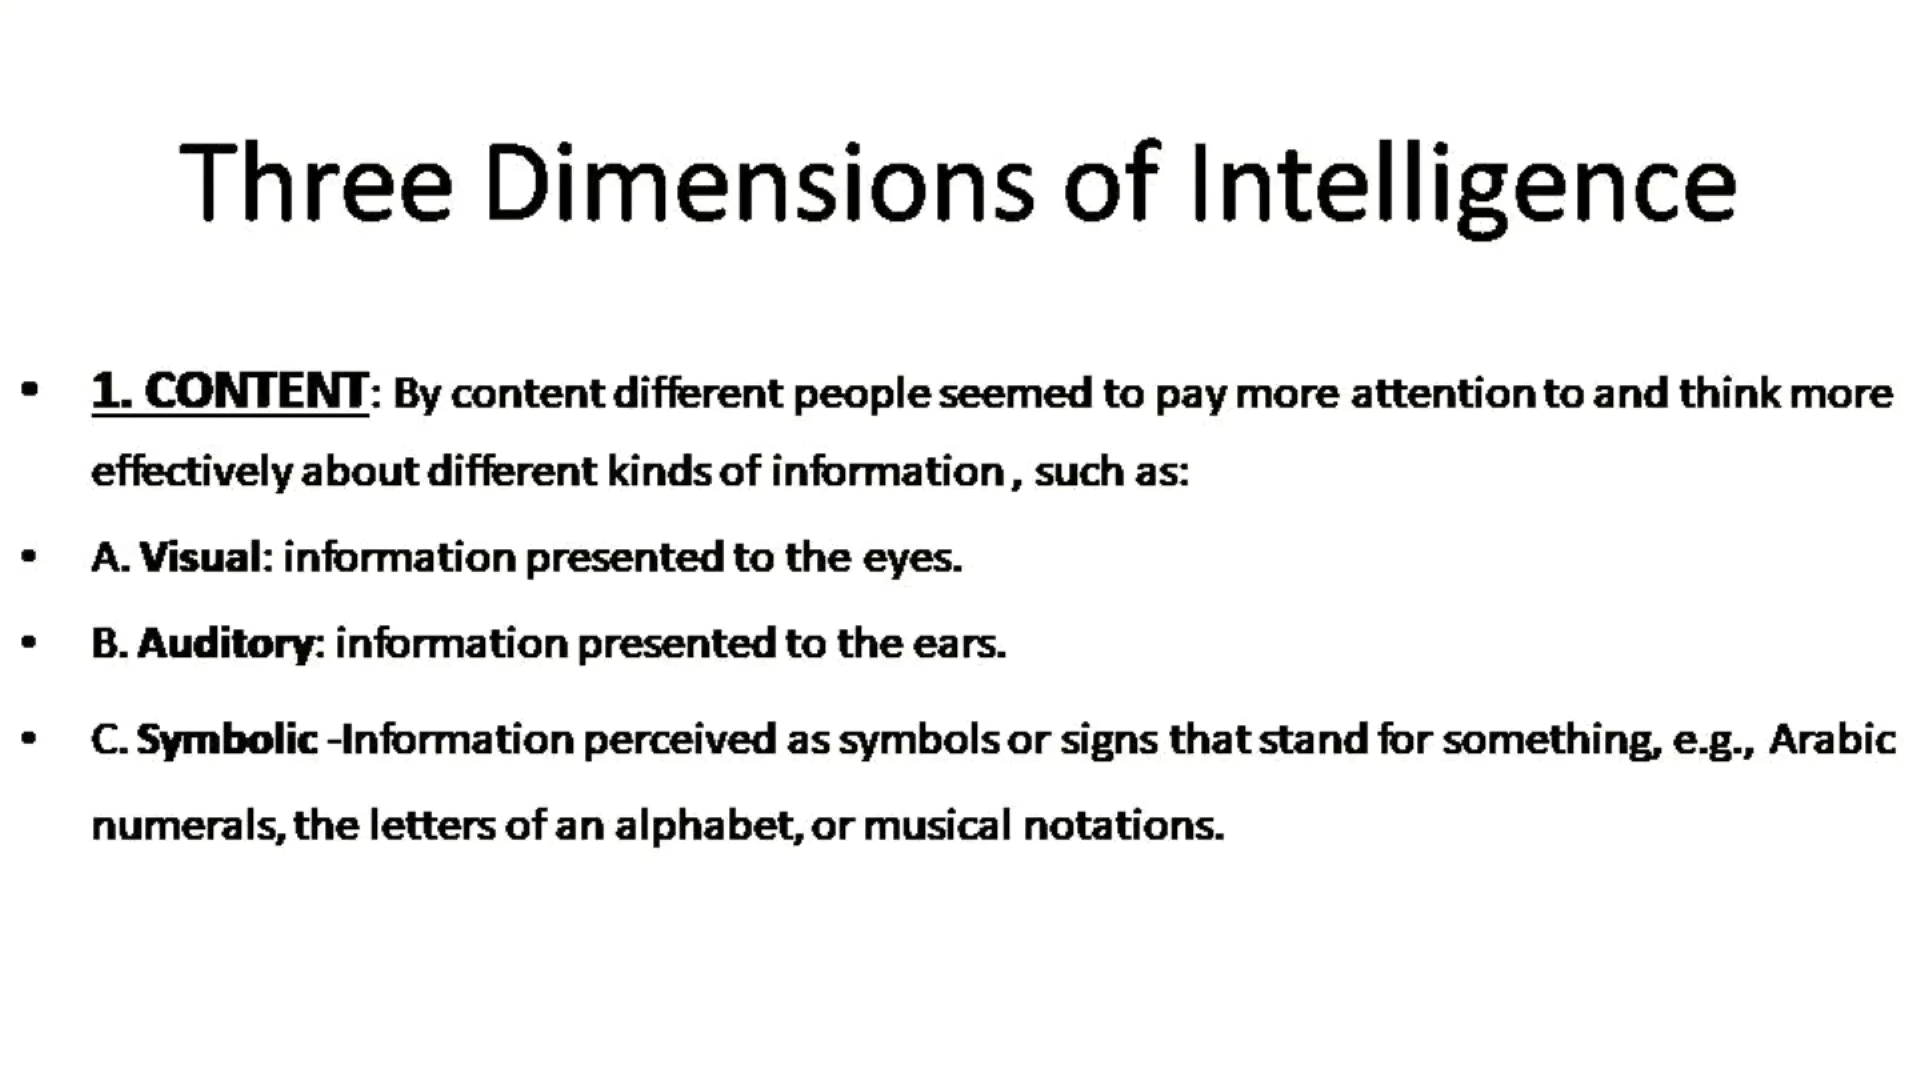 Three Dimensions of Intelligence
• 1. CONTENT: By content different people seemed to pay more attention to and think more
effectively about different kinds of information, such as:
• A. Visual: information presented to the eyes.
• B. Auditory: information presented to the ears.
• C. Symbolic -Information perceived as symbols or signs that stand for something, e.g., Arabic
numerals, the letters of an alphabet, or musical notations.